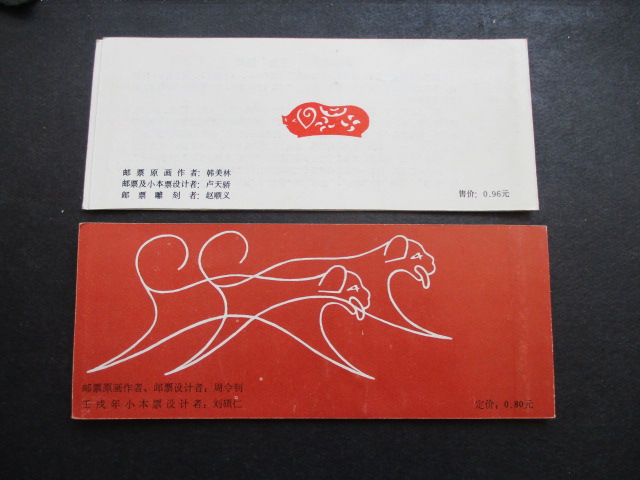 邮票原画作者：韩美林
邮票及小本票设计者：卢天骄
邮票雕刻者：赵顺义
售价：0.96元
邮票原画作者，邮票设计者：周令钊
壬戌年小本票设计者：刘硕仁
定价：0.80元